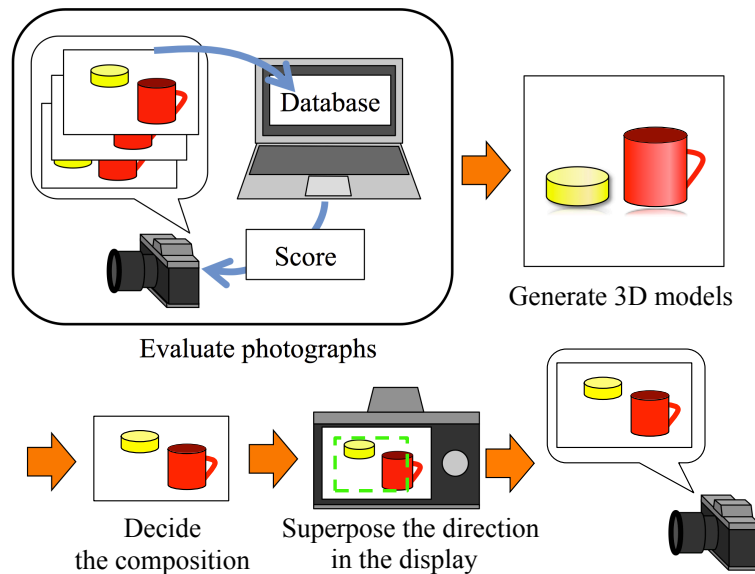 Database
Score
Evaluate photographs
Generate 3D models
Decide
the composition
Superpose the direction
in the display